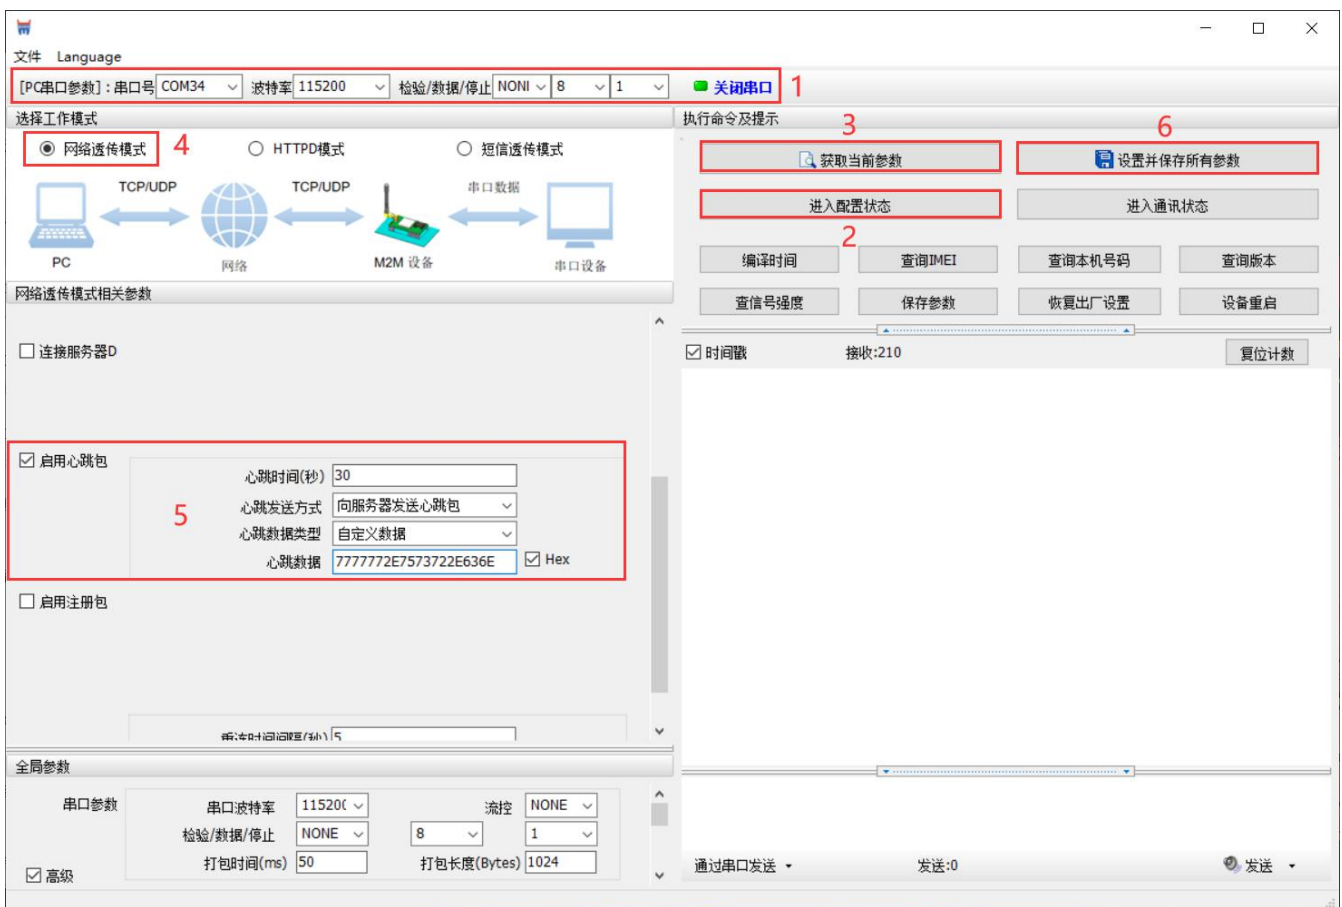 文件 Language
[PC串口参数]：串口号 COM34 波特率 115200 检验/数据/停止 NONI 8 1 关闭串口 1
选择工作模式
4
网络透传模式 HTTPD模式 短信透传模式
TCP/UDP TCP/UDP 串口数据
PC 网络 M2M 设备 串口设备
网络透传模式相关参数
连接服务器D
启用心跳包
心跳时间(秒) 30
心跳发送方式 向服务器发送心跳包
5
心跳数据类型 自定义数据
心跳数据 7777772E7573722E636E Hex
启用注册包
重连时间间隔(秒) 5
全局参数
串口参数 串口波特率 11520( 流控 NONE
检验/数据/停止 NONE 8 1
打包时间(ms) 50 打包长度(Bytes) 1024
高级
执行命令及提示
3 6
获取当前参数 设置并保存所有参数
进入配置状态 进入通讯状态
2
编译时间 查询IMEI 查询本机号码 查询版本
查信号强度 保存参数 恢复出厂设置 设备重启
时间戳 接收:210 复位计数
通过串口发送 发送:0 发送